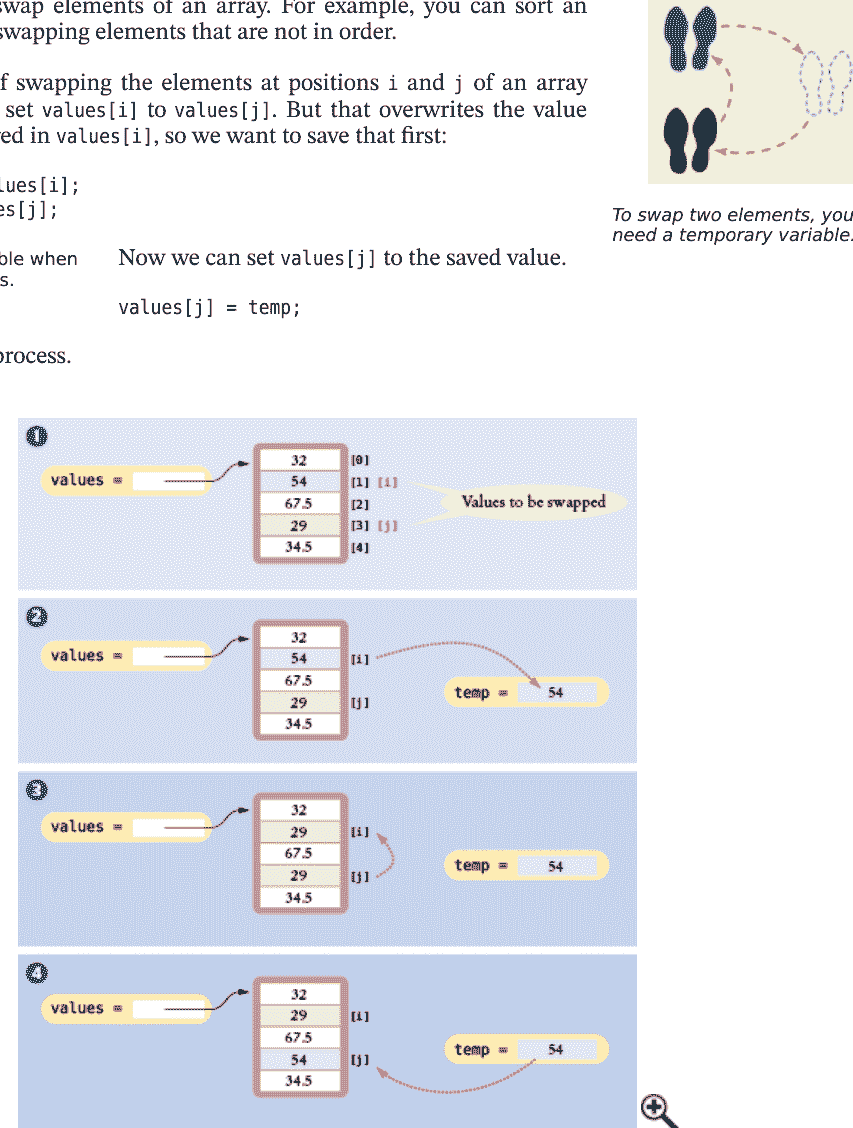 swap elements of an array. For example, you can sort an
swapping elements that are not in order.
f swapping the elements at positions i and j of an array
set values[i] to values[j]. But that overwrites the value
red in values[i], so we want to save that first:
lues[i];
es[j];
ble when
s.
Now we can set values[j] to the saved value.
values[j] = temp;
process.
To swap two elements, you
need a temporary variable.
1
values =
32 [0]
54 [1] [i]
67.5 [2]
29 [3] [j]
34.5 [4]
Values to be swapped
2
values =
32
54 [i]
67.5
29 [j]
34.5
temp = 54
3
values =
32
29 [i]
67.5
29 [j]
34.5
temp = 54
4
values =
32
29 [i]
67.5
54 [j]
34.5
temp = 54